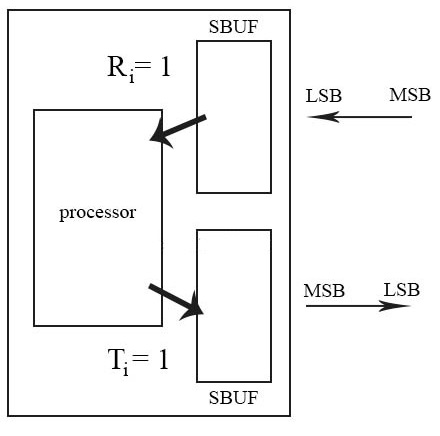 SBUF
Ri= 1
LSB MSB
processor
MSB LSB
Ti= 1
SBUF